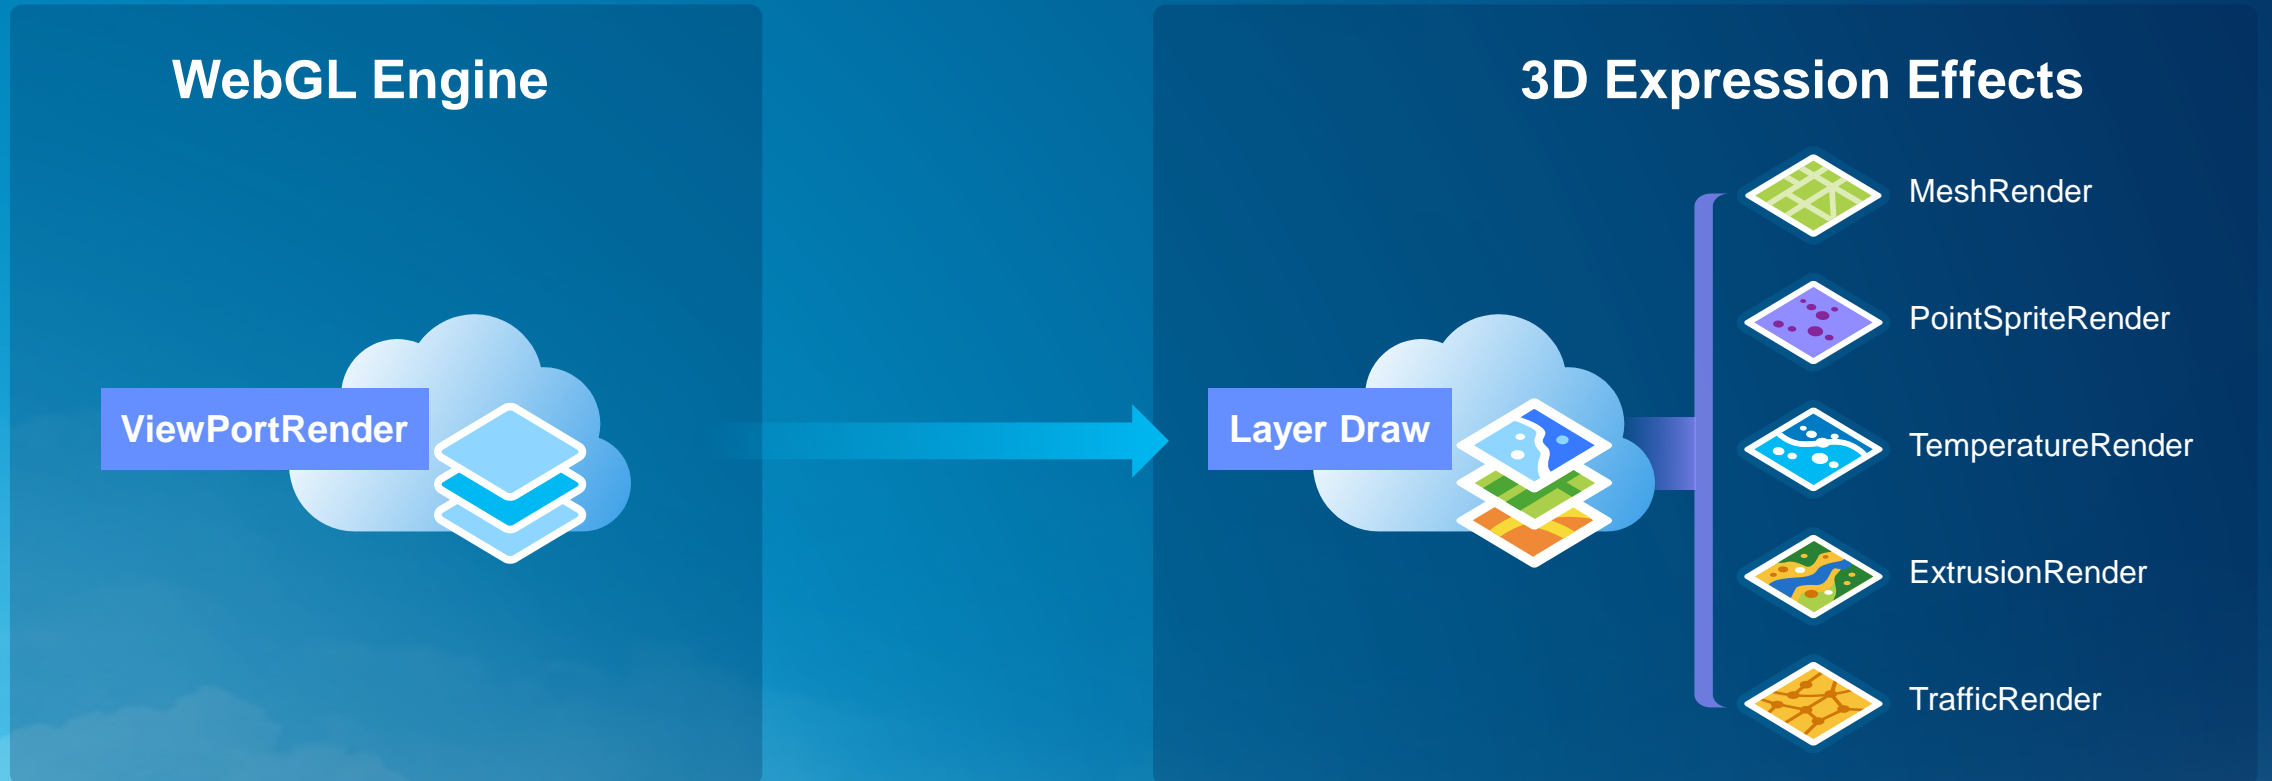 WebGL Engine
ViewPortRender
3D Expression Effects
Layer Draw
MeshRender
PointSpriteRender
TemperatureRender
ExtrusionRender
TrafficRender